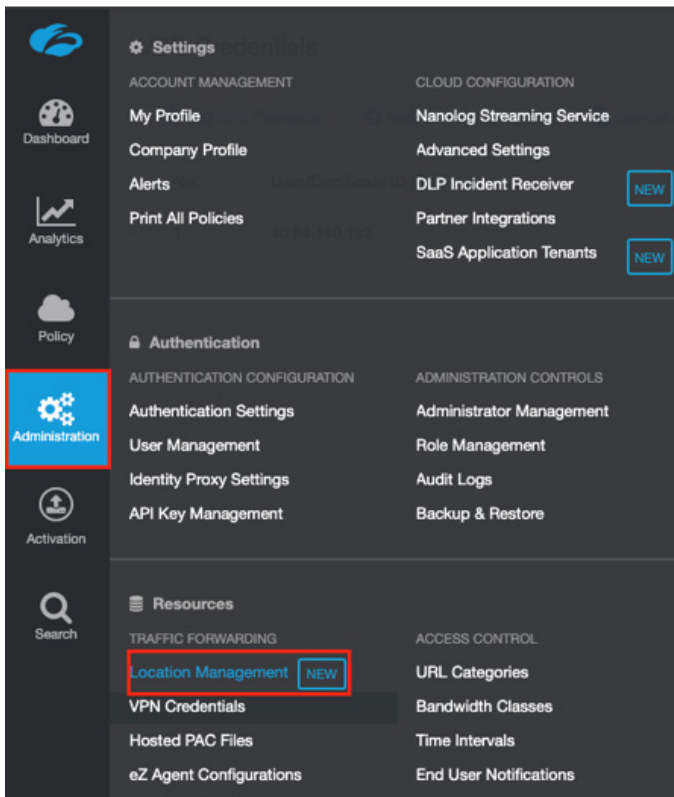 Dashboard
Analytics
Policy
Administration
Activation
Search
Settings
ACCOUNT MANAGEMENT
My Profile
Company Profile
Alerts
Print All Policies
CLOUD CONFIGURATION
Nanolog Streaming Service
Advanced Settings
DLP Incident Receiver NEW
Partner Integrations
SaaS Application Tenants NEW
Authentication
AUTHENTICATION CONFIGURATION
Authentication Settings
User Management
Identity Proxy Settings
API Key Management
ADMINISTRATION CONTROLS
Administrator Management
Role Management
Audit Logs
Backup & Restore
Resources
TRAFFIC FORWARDING
Location Management NEW
VPN Credentials
Hosted PAC Files
eZ Agent Configurations
ACCESS CONTROL
URL Categories
Bandwidth Classes
Time Intervals
End User Notifications